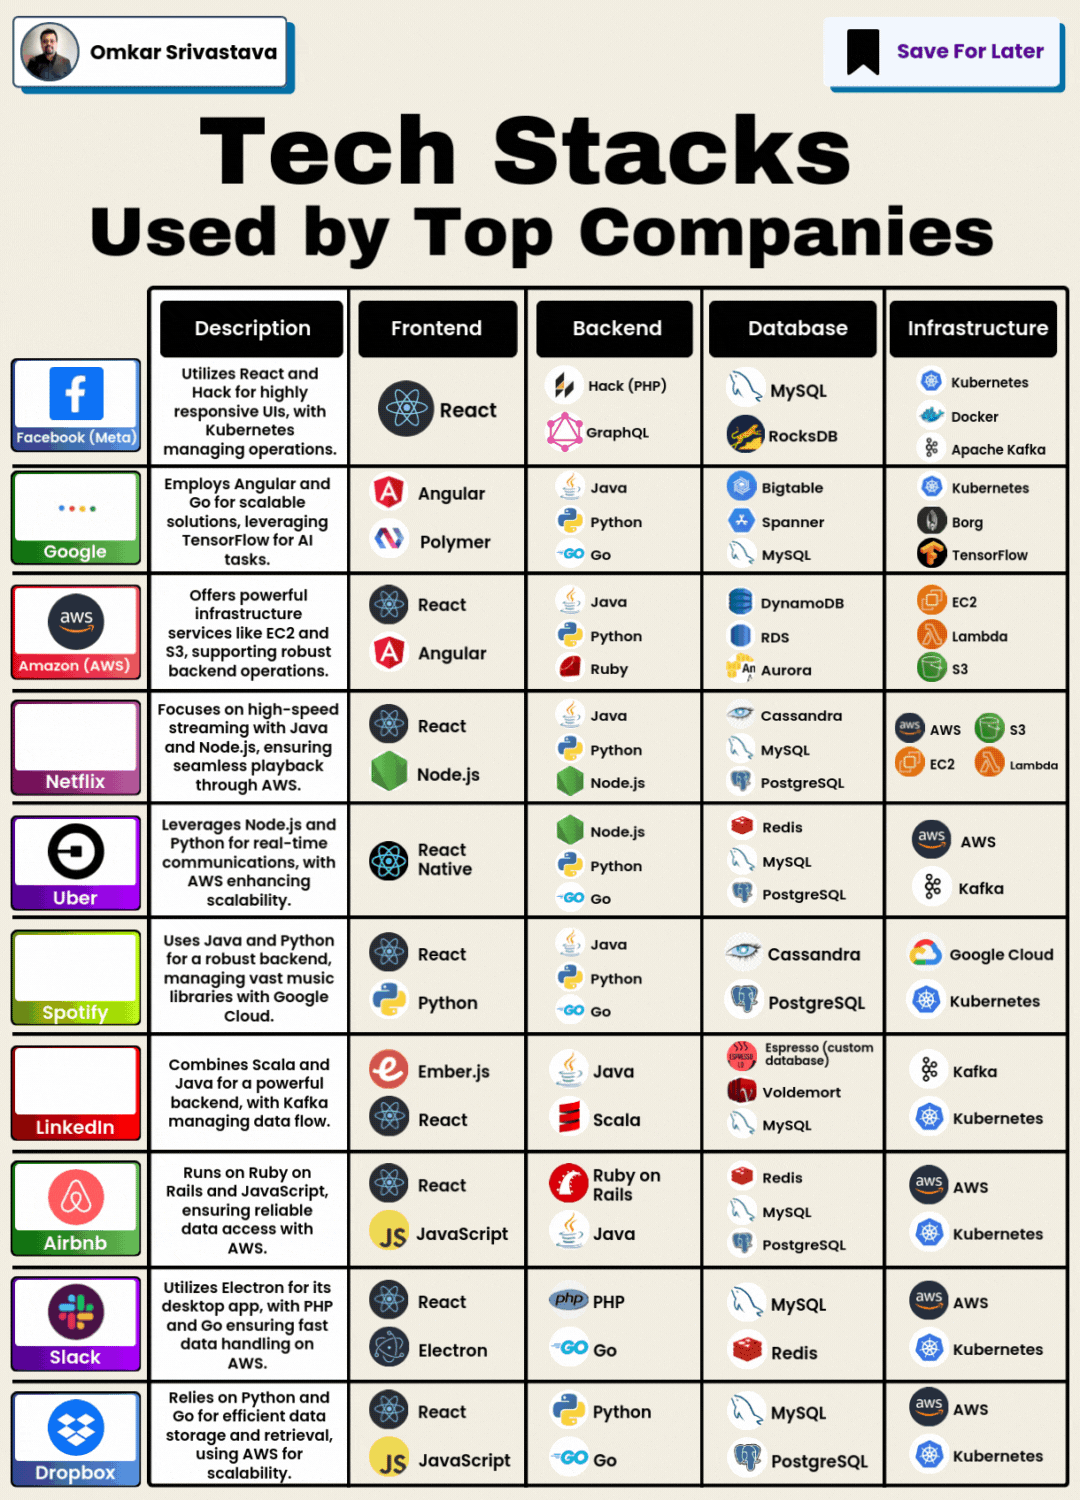 Omkar Srivastava
Save For Later
Tech Stacks
Used by Top Companies
Description
Frontend
Backend
Database
Infrastructure
Facebook (Meta)
Utilizes React and
Hack for highly
responsive UIs, with
Kubernetes
managing operations.
React
Hack (PHP)
GraphQL
MySQL
RocksDB
Kubernetes
Docker
Apache Kafka
Google
Employs Angular and
Go for scalable
solutions, leveraging
TensorFlow for AI
tasks.
Angular
Polymer
Java
Python
GO Go
Bigtable
Spanner
MySQL
Kubernetes
Borg
TensorFlow
aws
Amazon (AWS)
Offers powerful
infrastructure
services like EC2 and
S3, supporting robust
backend operations.
React
Angular
Java
Python
Ruby
DynamoDB
RDS
An Aurora
EC2
Lambda
S3
Netflix
Focuses on high-speed
streaming with Java
and Node.js, ensuring
seamless playback
through AWS.
React
Node.js
Java
Python
Node.js
Cassandra
MySQL
PostgreSQL
aws AWS
S3
EC2
Lambda
Uber
Leverages Node.js and
Python for real-time
communications, with
AWS enhancing
scalability.
React
Native
Node.js
Python
GO Go
Redis
MySQL
PostgreSQL
aws AWS
Kafka
Spotify
Uses Java and Python
for a robust backend,
managing vast music
libraries with Google
Cloud.
React
Python
Java
Python
GO Go
Cassandra
PostgreSQL
Google Cloud
Kubernetes
LinkedIn
Combines Scala and
Java for a powerful
backend, with Kafka
managing data flow.
Ember.js
React
Java
Scala
ESPRESSO
Espresso (custom
database)
Voldemort
MySQL
Kafka
Kubernetes
Airbnb
Runs on Ruby on
Rails and JavaScript,
ensuring reliable
data access with
AWS.
React
JS JavaScript
Ruby on
Rails
Java
Redis
MySQL
PostgreSQL
aws AWS
Kubernetes
Slack
Utilizes Electron for its
desktop app, with PHP
and Go ensuring fast
data handling on
AWS.
React
Electron
php PHP
GO Go
MySQL
Redis
aws AWS
Kubernetes
Dropbox
Relies on Python and
Go for efficient data
storage and retrieval,
using AWS for
scalability.
React
JS JavaScript
Python
GO Go
MySQL
PostgreSQL
aws AWS
Kubernetes